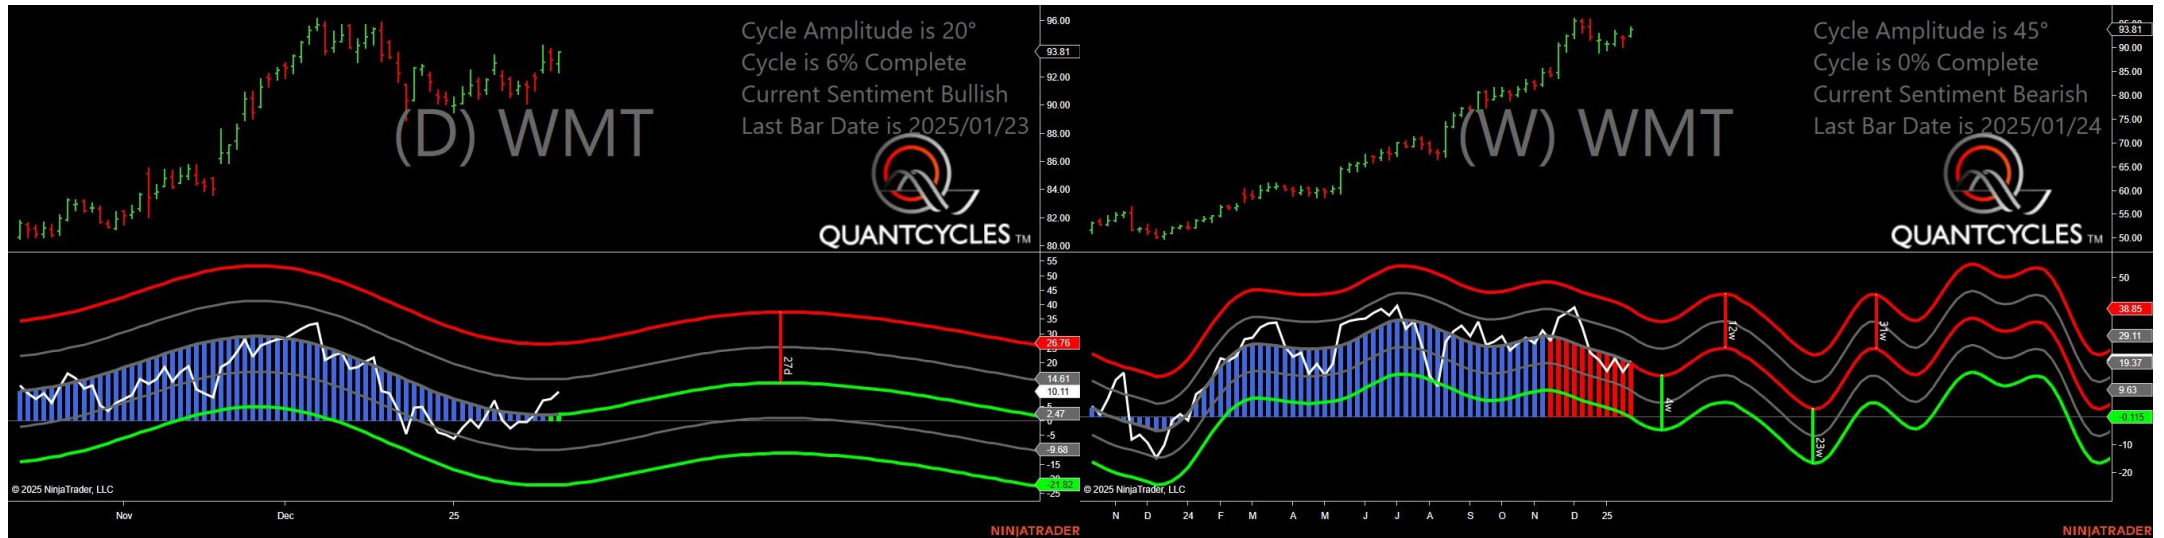 Cycle Amplitude is 20°
Cycle is 6% Complete
Current Sentiment Bullish
Last Bar Date is 2025/01/23
(D) WMT
QUANTCYCLES TM
96.00
93.81
92.00
90.00
88.00
86.00
84.00
82.00
80.00
55
50
45
40
35
30
26.76
20
14.61
10.11
5
2.47
0
-5
-9.68
-15
-21.82
-25
27d
© 2025 NinjaTrader, LLC
Nov
Dec
25
NINJATRADER
Cycle Amplitude is 45°
Cycle is 0% Complete
Current Sentiment Bearish
Last Bar Date is 2025/01/24
(W) WMT
QUANTCYCLES TM
95.00
93.81
90.00
85.00
80.00
75.00
70.00
65.00
60.00
55.00
50.00
50
38.85
29.11
19.37
9.63
-0.115
-10
-20
4w
12w
23w
31w
© 2025 NinjaTrader, LLC
N D 24 F M A M J J A S O N D 25
NINJATRADER